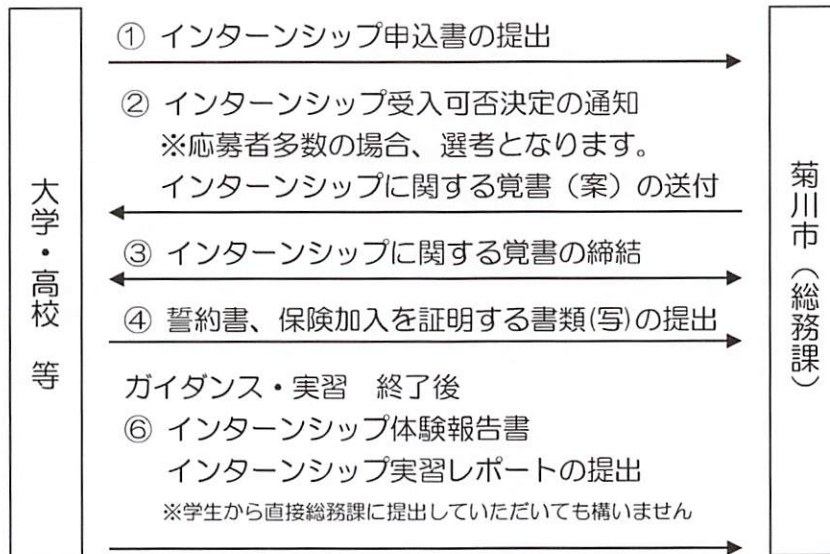 大学・高校 等
① インターンシップ申込書の提出
② インターンシップ受入可否決定の通知
※応募者多数の場合、選考となります。
インターンシップに関する覚書（案）の送付
③ インターンシップに関する覚書の締結
④ 誓約書、保険加入を証明する書類(写)の提出
ガイダンス・実習　終了後
⑥ インターンシップ体験報告書
インターンシップ実習レポートの提出
※学生から直接総務課に提出していただいても構いません
菊川市（総務課）